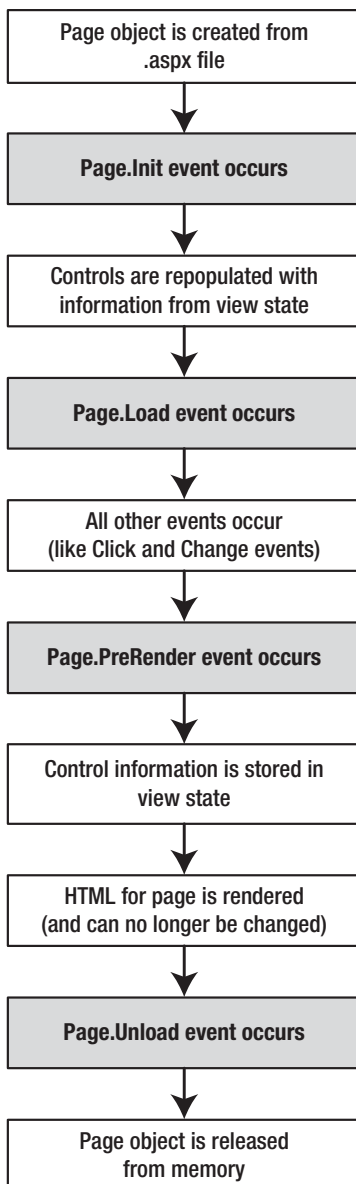 Page object is created from
.aspx file
Page.Init event occurs
Controls are repopulated with
information from view state
Page.Load event occurs
All other events occur
(like Click and Change events)
Page.PreRender event occurs
Control information is stored in
view state
HTML for page is rendered
(and can no longer be changed)
Page.Unload event occurs
Page object is released
from memory